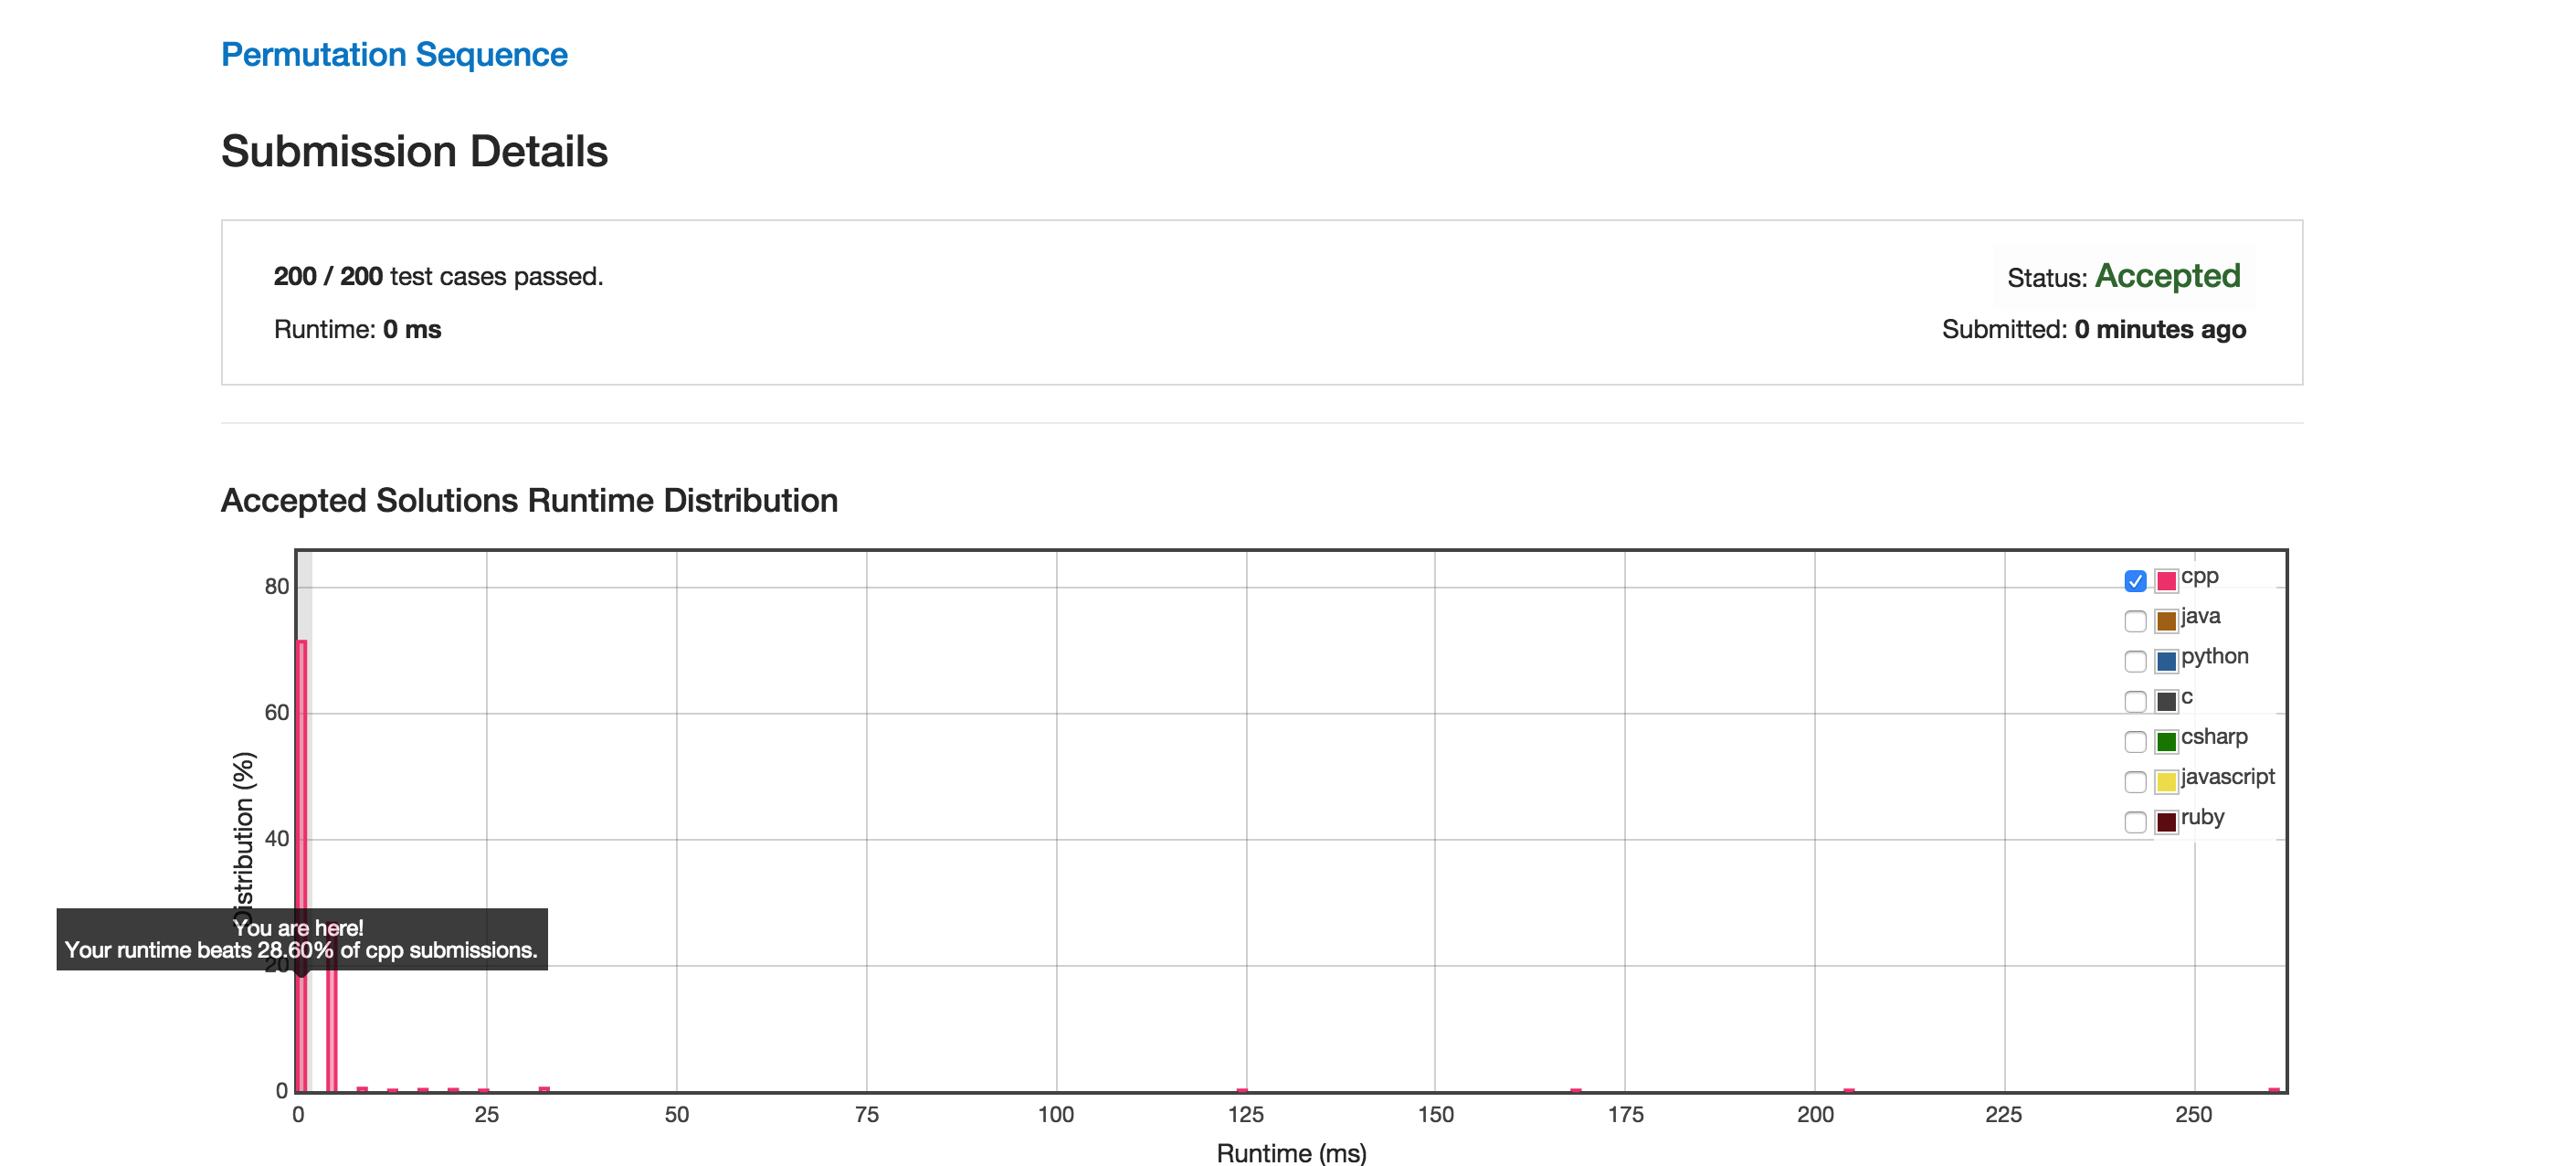 Permutation Sequence
Submission Details
200 / 200 test cases passed.
Status: Accepted
Runtime: 0 ms
Submitted: 0 minutes ago
Accepted Solutions Runtime Distribution
80
60
40
20
0
Distribution (%)
You are here!
Your runtime beats 28.60% of cpp submissions.
cpp
java
python
c
csharp
javascript
ruby
0 25 50 75 100 125 150 175 200 225 250
Runtime (ms)